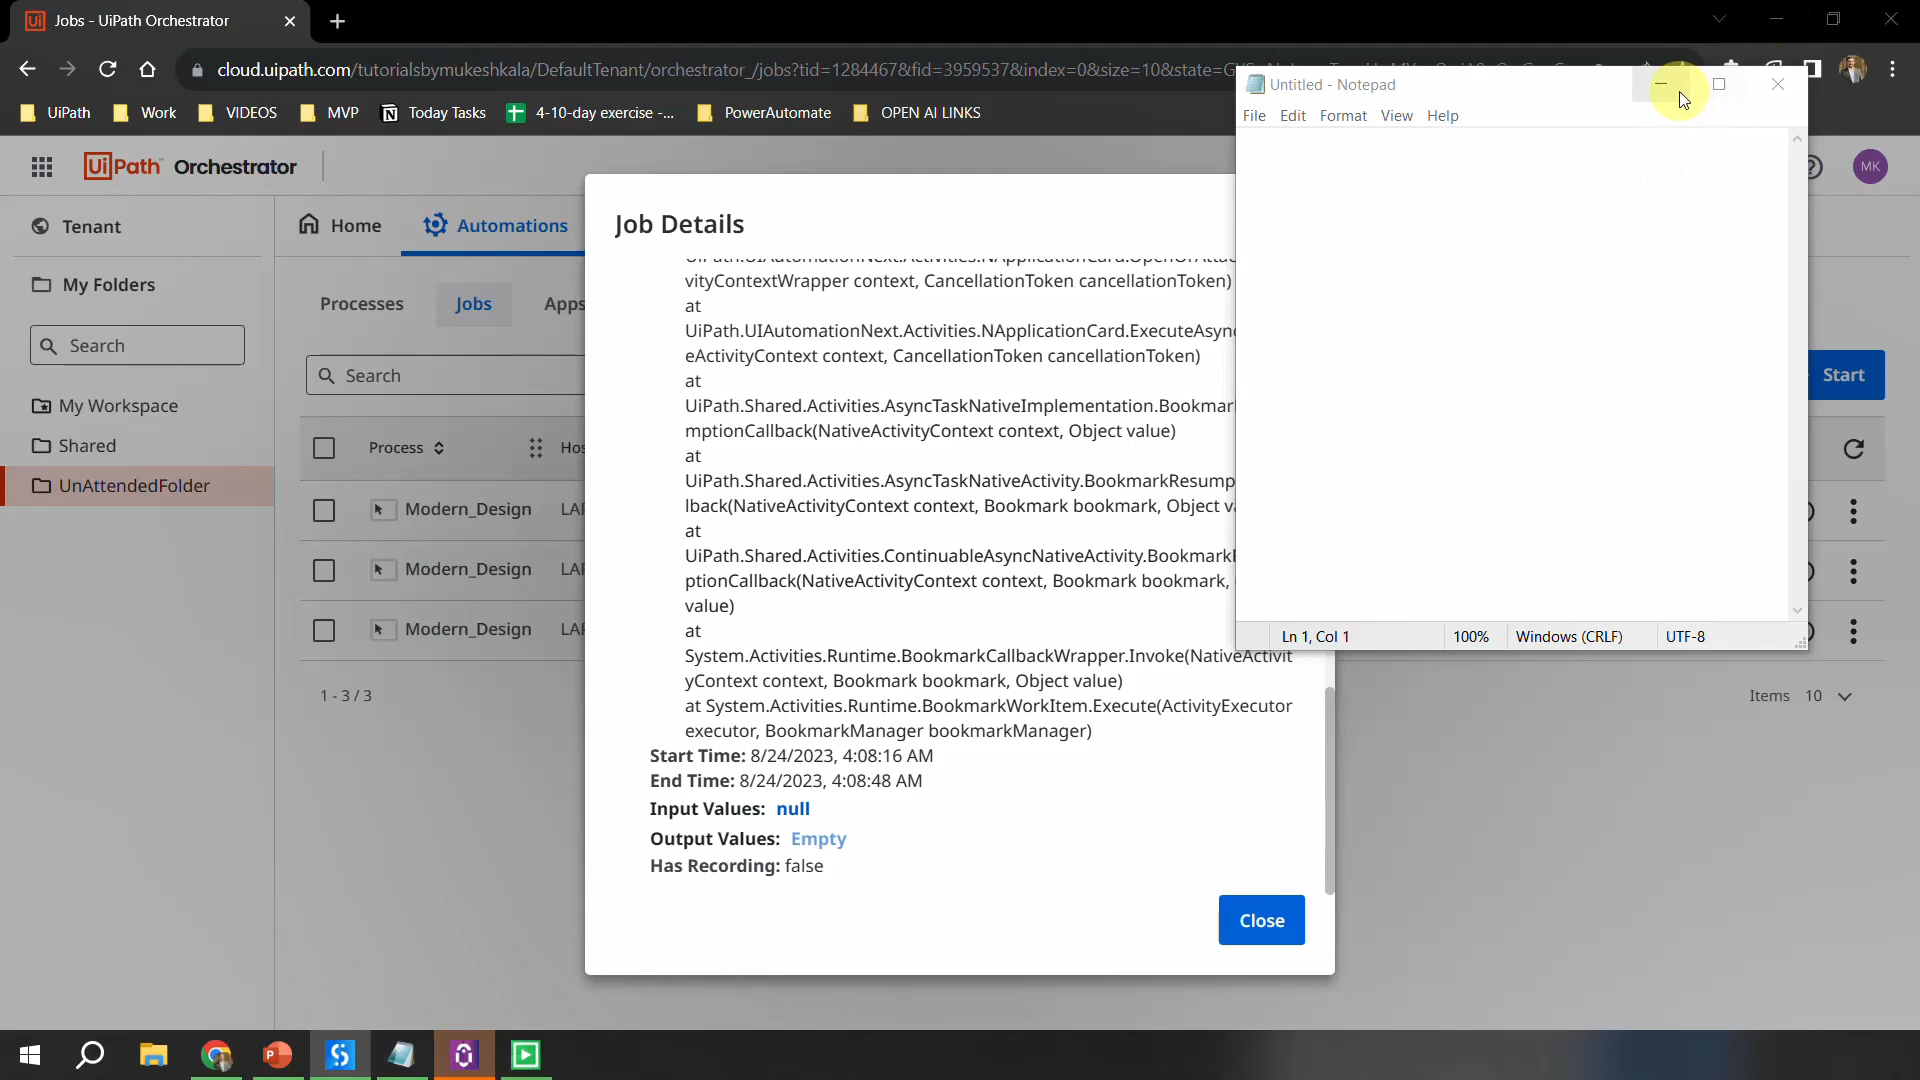 Jobs - UiPath Orchestrator
cloud.uipath.com/tutorialsbymukeshkala/DefaultTenant/orchestrator_/jobs?tid=1284467&fid=3959537&index=0&size=10&state=
UiPath
Work
VIDEOS
MVP
Today Tasks
4-10-day exercise -...
PowerAutomate
OPEN AI LINKS
UiPath Orchestrator
MK
Tenant
Home
Automations
My Folders
Search
My Workspace
Shared
UnAttendedFolder
Processes
Jobs
Apps
Search
Start
Process
Hos
Modern_Design
LAP
Modern_Design
LAP
Modern_Design
LAP
1 - 3 / 3
Items 10
Job Details
vityContextWrapper context, CancellationToken cancellationToken)
at
UiPath.UIAutomationNext.Activities.NApplicationCard.ExecuteAsync
eActivityContext context, CancellationToken cancellationToken)
at
UiPath.Shared.Activities.AsyncTaskNativeImplementation.Bookmar
mptionCallback(NativeActivityContext context, Object value)
at
UiPath.Shared.Activities.AsyncTaskNativeActivity.BookmarkResump
lback(NativeActivityContext context, Bookmark bookmark, Object va
at
UiPath.Shared.Activities.ContinuableAsyncNativeActivity.Bookmark
ptionCallback(NativeActivityContext context, Bookmark bookmark,
value)
at
System.Activities.Runtime.BookmarkCallbackWrapper.Invoke(NativeActivit
yContext context, Bookmark bookmark, Object value)
at System.Activities.Runtime.BookmarkWorkItem.Execute(ActivityExecutor
executor, BookmarkManager bookmarkManager)
Start Time: 8/24/2023, 4:08:16 AM
End Time: 8/24/2023, 4:08:48 AM
Input Values: null
Output Values: Empty
Has Recording: false
Close
Untitled - Notepad
File Edit Format View Help
Ln 1, Col 1
100%
Windows (CRLF)
UTF-8